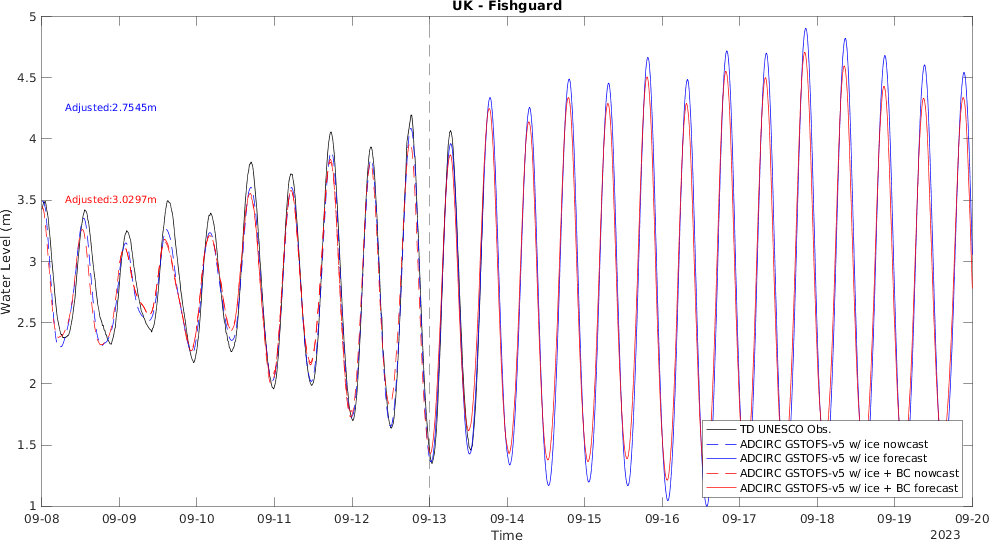 UK - Fishguard
5
4.5
4
3.5
3
2.5
2
1.5
1
Water Level (m)
Adjusted:2.7545m
Adjusted:3.0297m
TD UNESCO Obs.
ADCIRC GSTOFS-v5 w/ ice nowcast
ADCIRC GSTOFS-v5 w/ ice forecast
ADCIRC GSTOFS-v5 w/ ice + BC nowcast
ADCIRC GSTOFS-v5 w/ ice + BC forecast
09-08 09-09 09-10 09-11 09-12 09-13 09-14 09-15 09-16 09-17 09-18 09-19 09-20
Time
2023